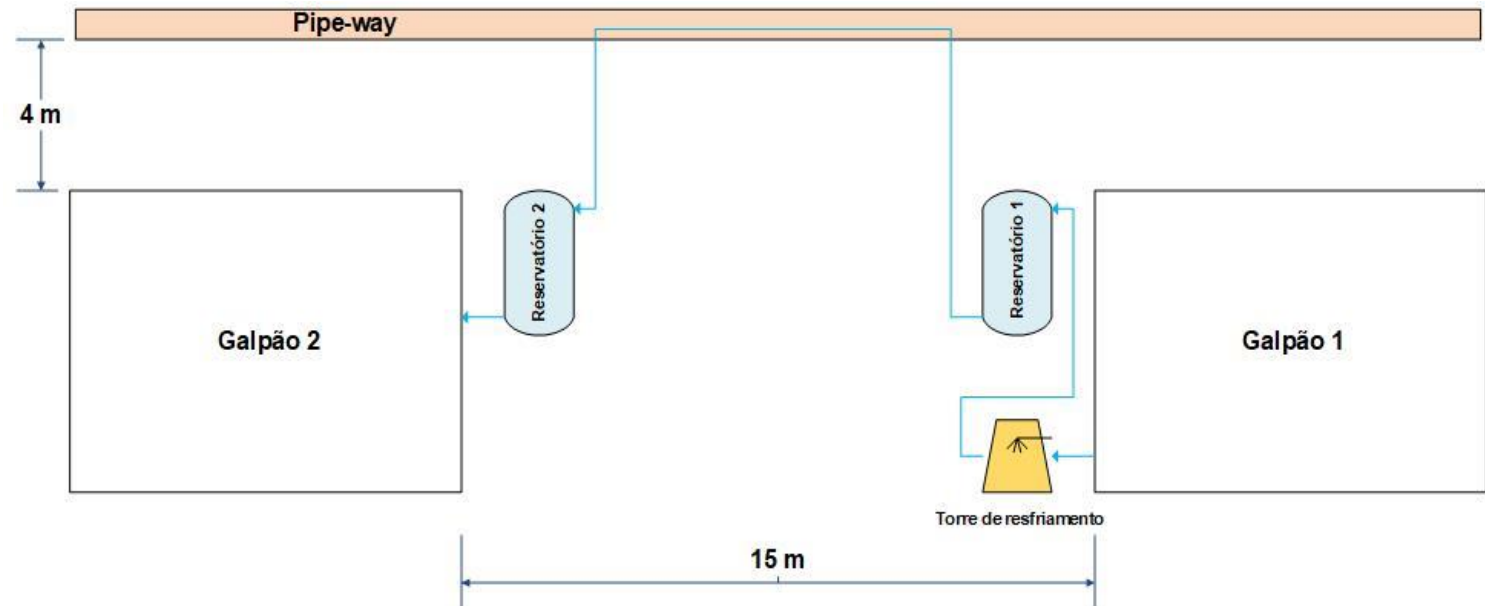 Pipe-way
4 m
Reservatório 2
Reservatório 1
Galpão 2
Galpão 1
Torre de resfriamento
15 m